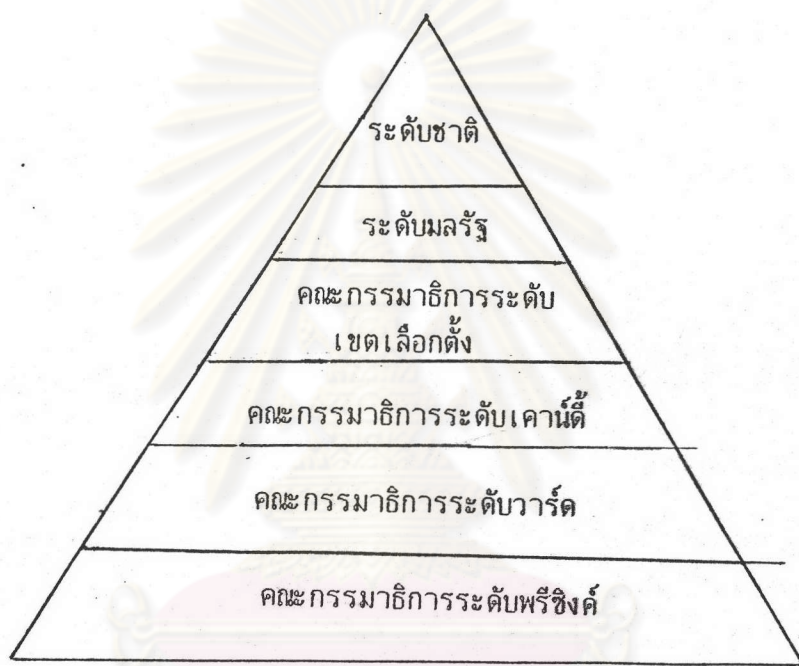 ระดับชาติ
ระดับมลรัฐ
คณะกรรมาธิการระดับ
เขตเลือกตั้ง
คณะกรรมาธิการระดับเคาน์ตี้
คณะกรรมาธิการระดับวาร์ด
คณะกรรมาธิการระดับพรีซิงค์